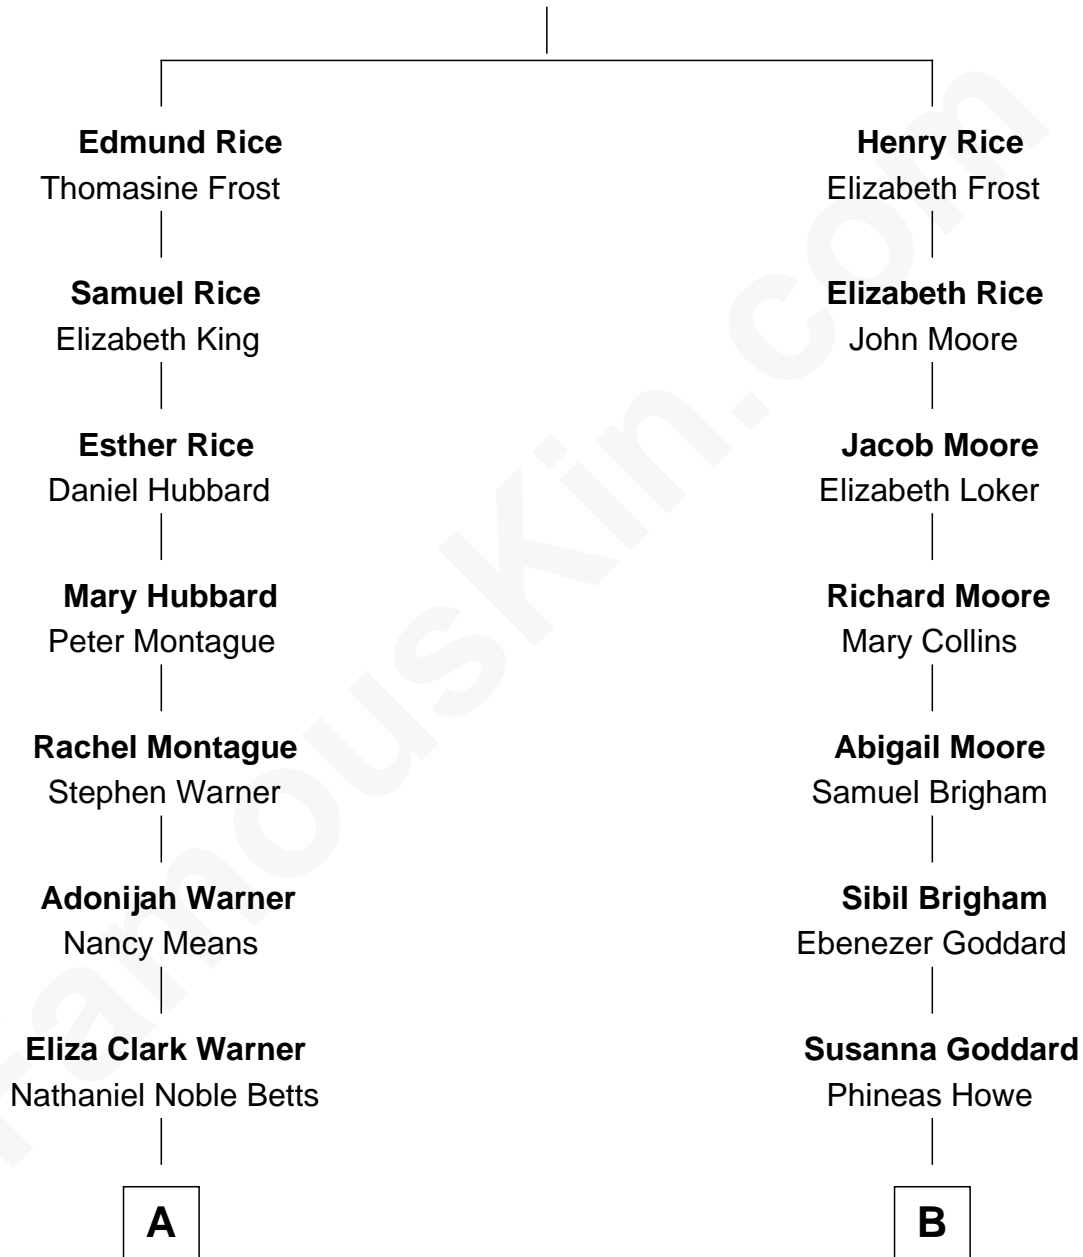 Edmund Rice
Thomasine Frost
Samuel Rice
Elizabeth King
Esther Rice
Daniel Hubbard
Mary Hubbard
Peter Montague
Rachel Montague
Stephen Warner
Adonijah Warner
Nancy Means
Eliza Clark Warner
Nathaniel Noble Betts
A
Henry Rice
Elizabeth Frost
Elizabeth Rice
John Moore
Jacob Moore
Elizabeth Loker
Richard Moore
Mary Collins
Abigail Moore
Samuel Brigham
Sibil Brigham
Ebenezer Goddard
Susanna Goddard
Phineas Howe
B
FamousKin.com